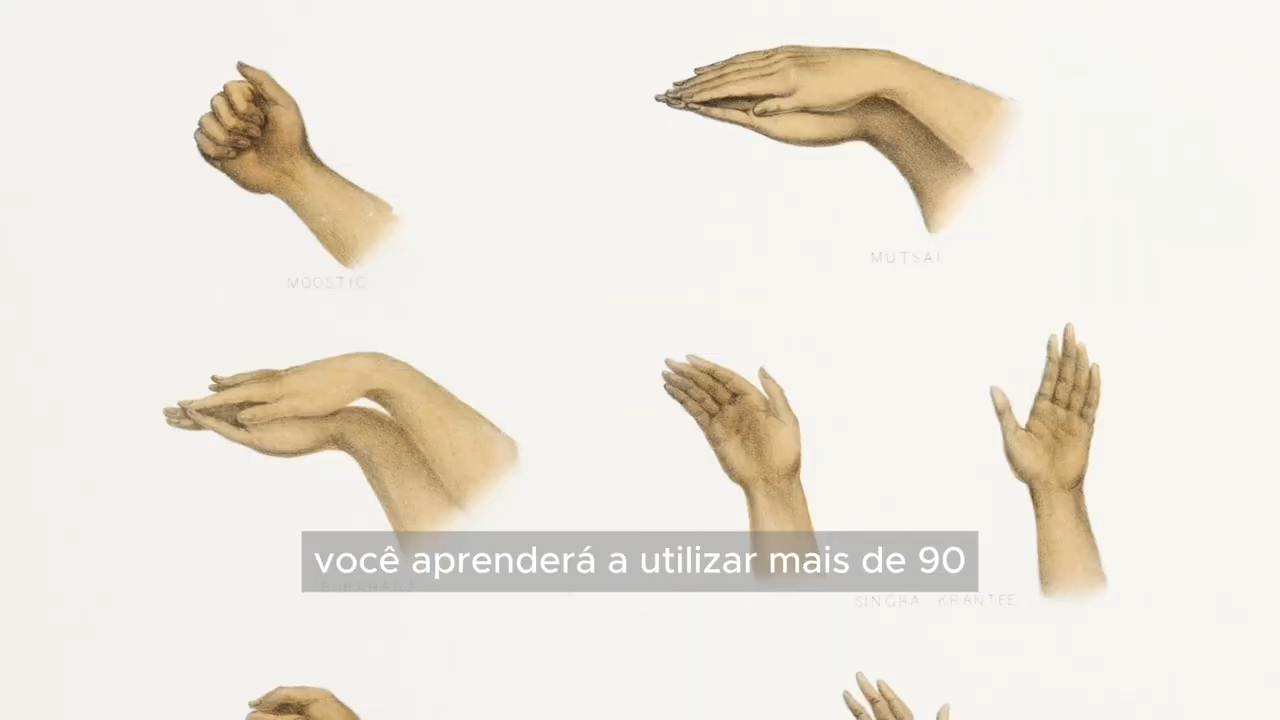 MOOSTIC
MUTSAI
você aprenderá a utilizar mais de 90
SINGHA KRANTEE